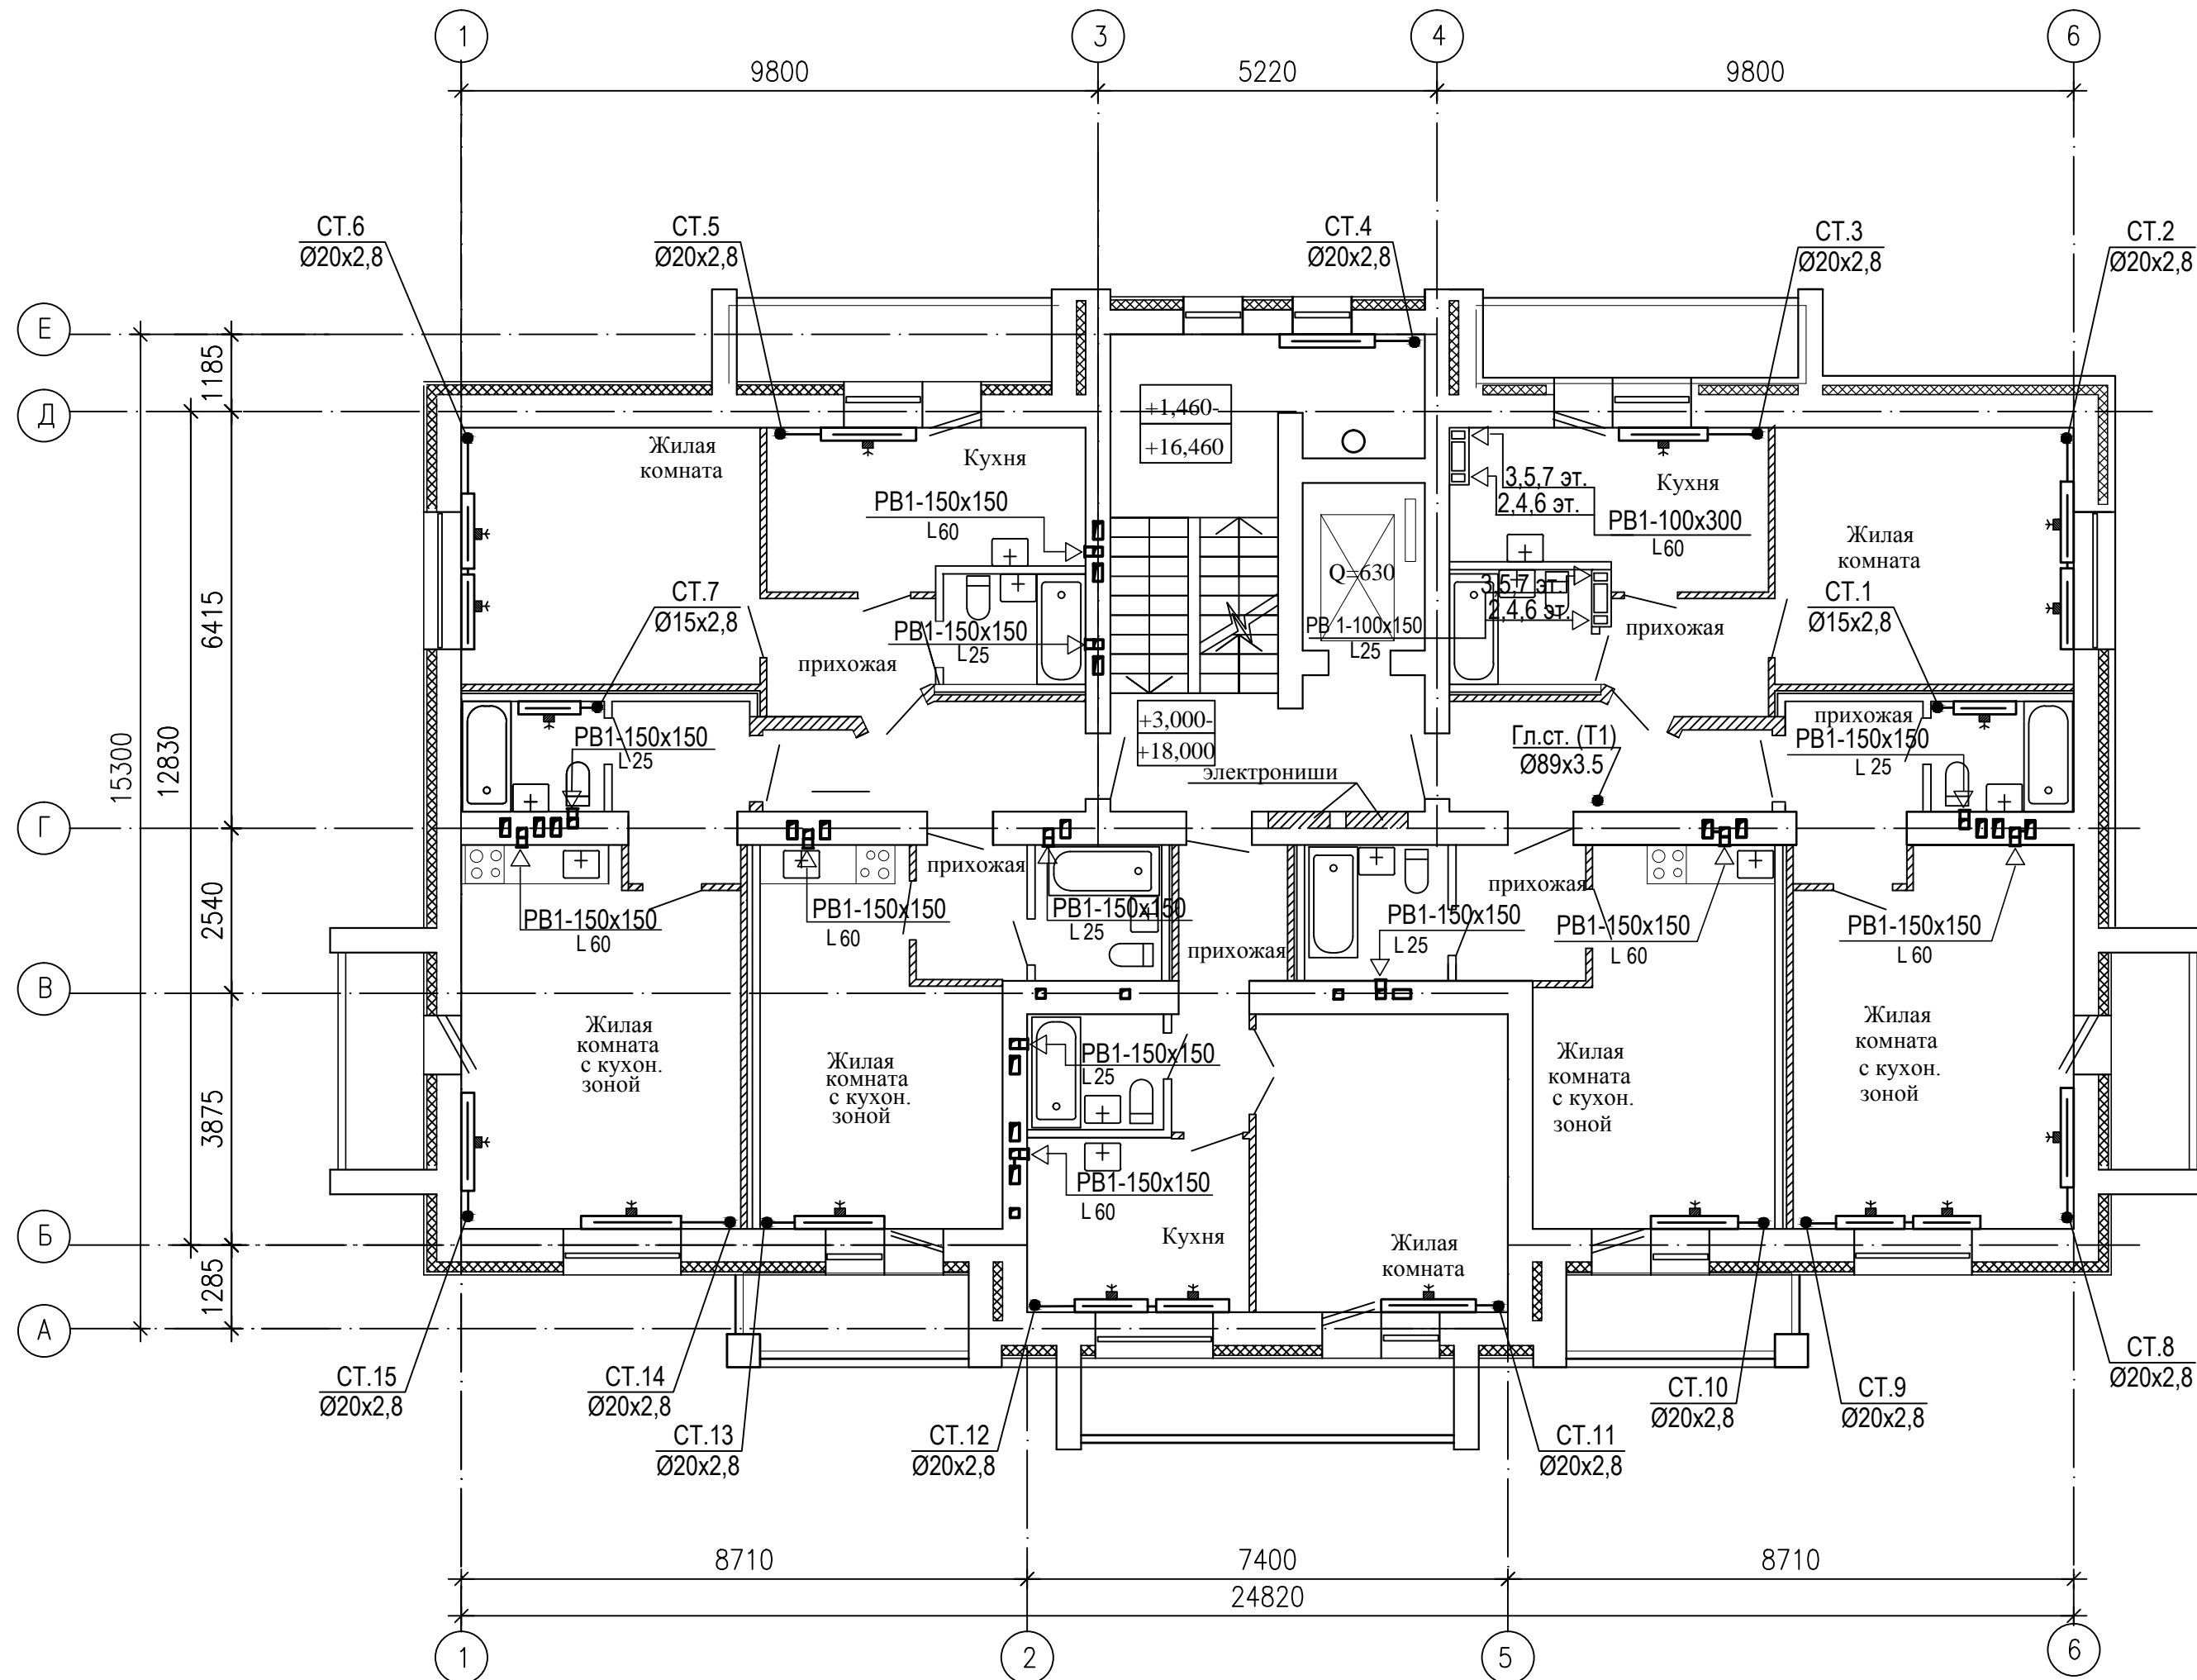 1
3
4
6
9800
5220
9800
СТ.6
Ø20х2,8
СТ.5
Ø20х2,8
СТ.4
Ø20х2,8
СТ.3
Ø20х2,8
СТ.2
Ø20х2,8
Е
Д
Г
В
Б
А
1185
6415
2540
3875
1285
12830
15300
+1,460-
+16,460
Жилая
комната
Кухня
РВ1-150х150
L60
3,5,7 эт.
2,4,6 эт.
Кухня
РВ1-100х300
L60
Жилая
комната
Q=630
3,5,7 эт.
2,4,6 эт.
РВ 1-100х150
L25
СТ.7
Ø15х2,8
РВ1-150х150
L25
прихожая
прихожая
СТ.1
Ø15х2,8
РВ1-150х150
L25
+3,000-
+18,000
Гл.ст. (Т1)
Ø89х3.5
электрониши
прихожая
РВ1-150х150
L 25
прихожая
прихожая
прихожая
РВ1-150х150
L 60
РВ1-150х150
L 60
РВ1-150х150
L 25
РВ1-150х150
L 25
РВ1-150х150
L 60
РВ1-150х150
L 60
Жилая
комната
с кухон.
зоной
Жилая
комната
с кухон.
зоной
РВ1-150х150
L25
Жилая
комната
с кухон.
зоной
Жилая
комната
с кухон.
зоной
РВ1-150х150
L60
Кухня
Жилая
комната
СТ.15
Ø20х2,8
СТ.14
Ø20х2,8
СТ.13
Ø20х2,8
СТ.12
Ø20х2,8
СТ.11
Ø20х2,8
СТ.10
Ø20х2,8
СТ.9
Ø20х2,8
СТ.8
Ø20х2,8
8710
7400
8710
24820
1
2
5
6